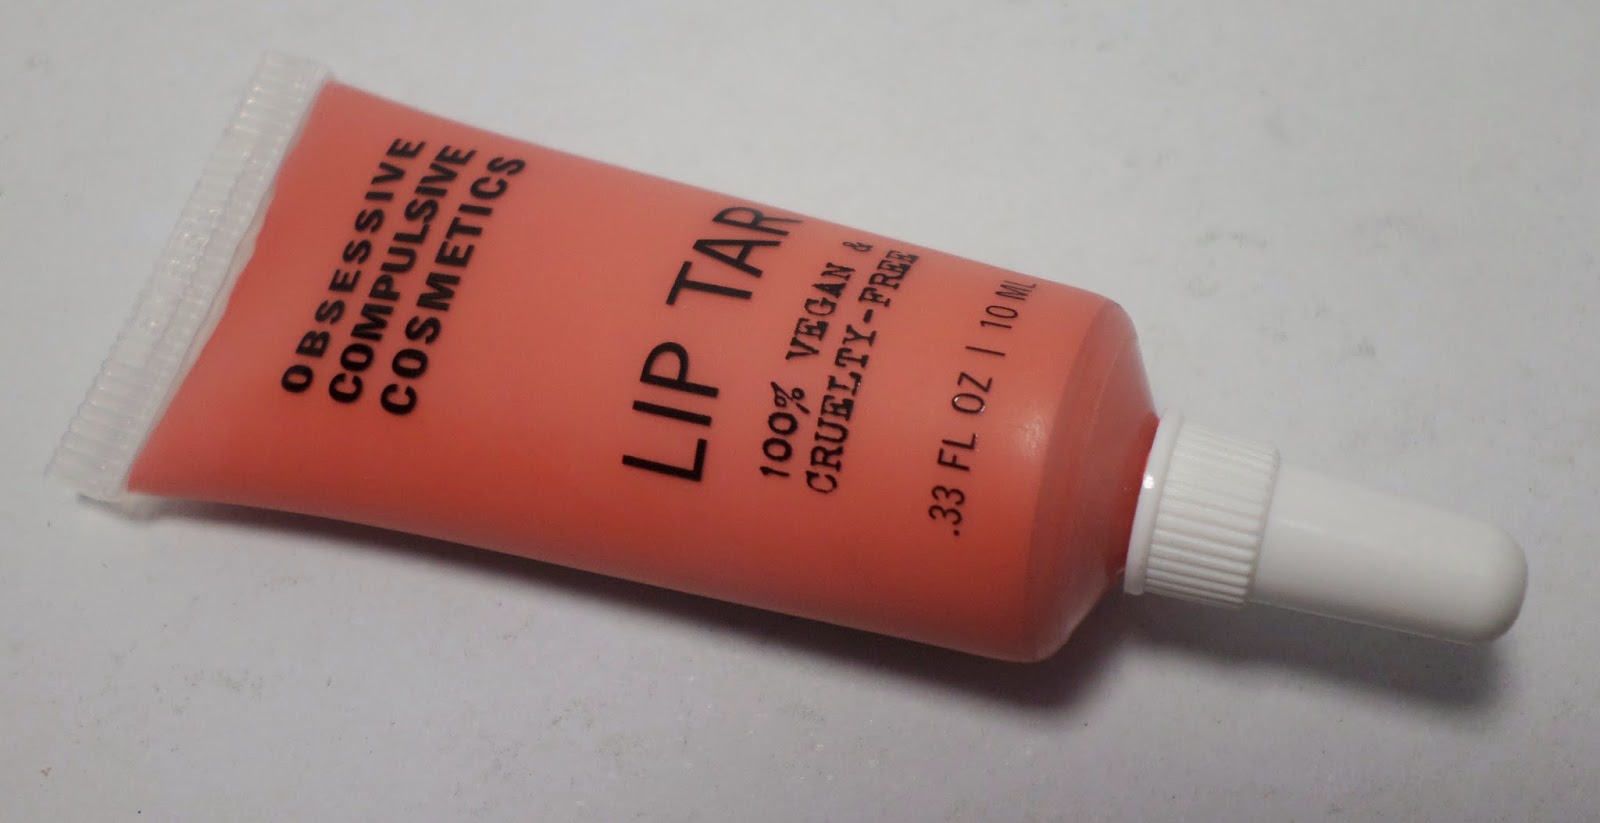 OBSESSIVE
COMPULSIVE
COSMETICS
LIP TAR
100% VEGAN &
CRUELTY-FREE
.33 FL OZ | 10 ML